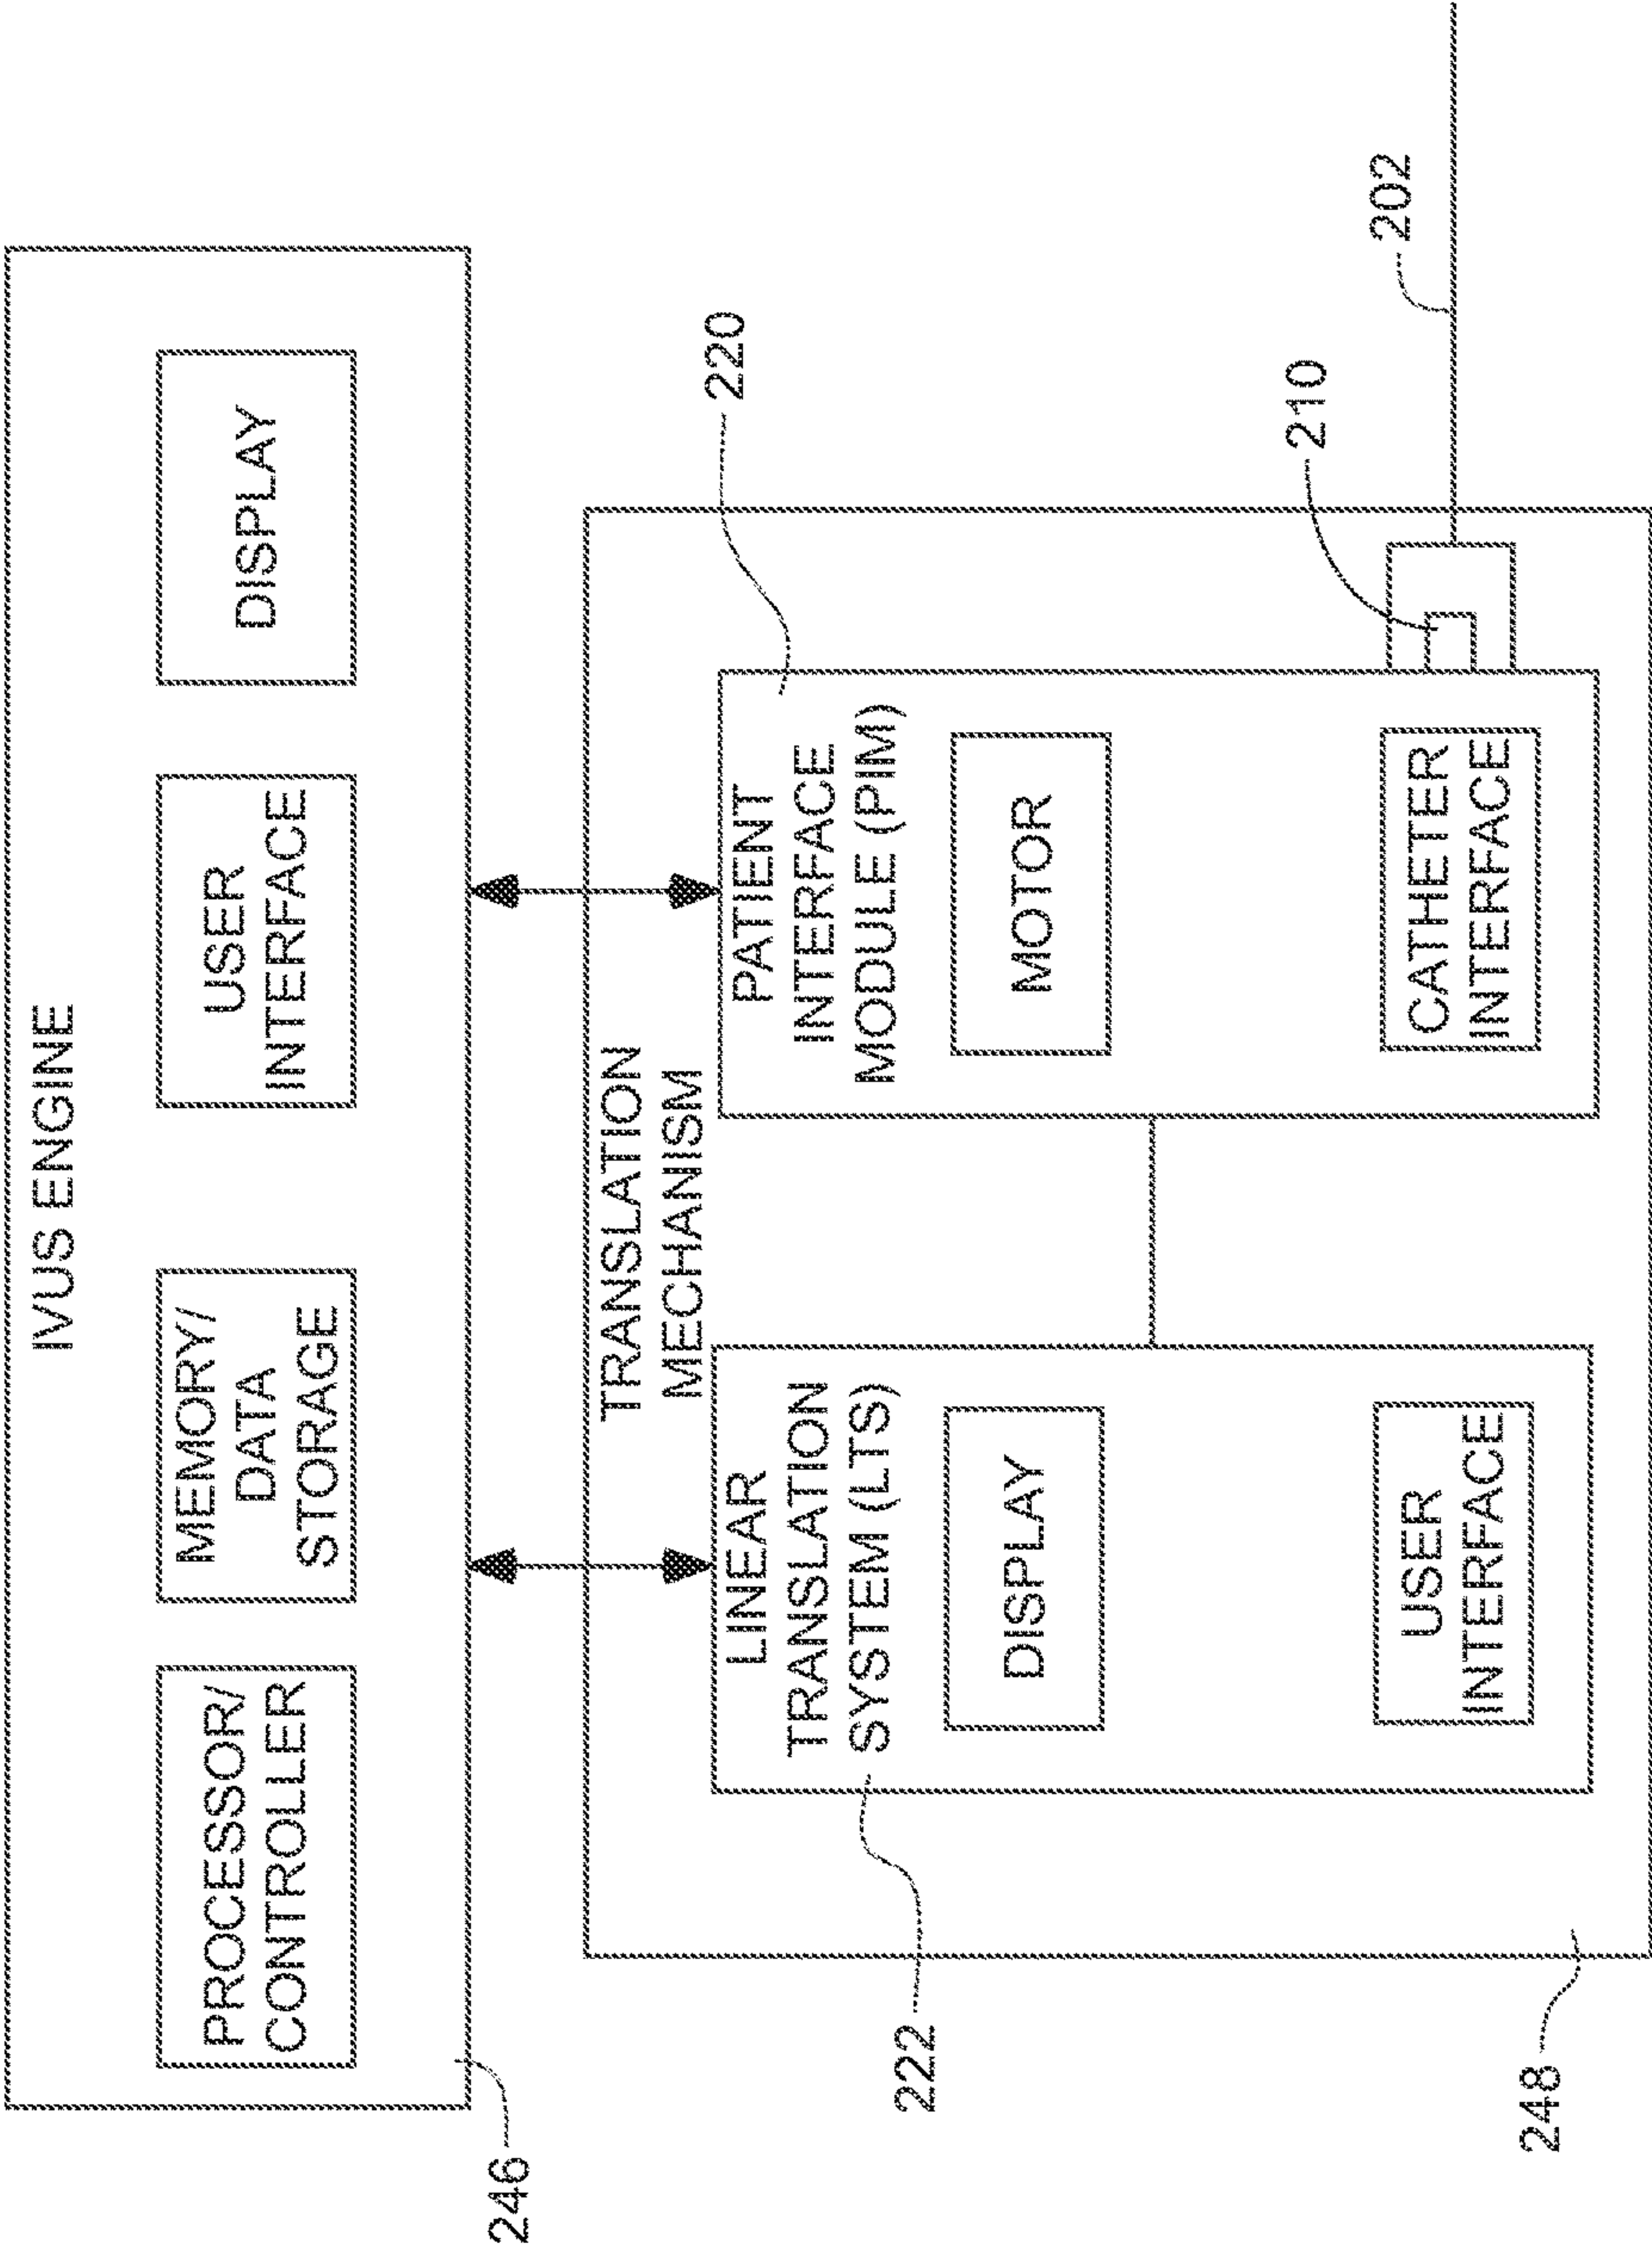 IVUS ENGINE
PROCESSOR/
CONTROLLER
MEMORY/
DATA
STORAGE
USER
INTERFACE
DISPLAY
246
TRANSLATION
MECHANISM
LINEAR
TRANSLATION
SYSTEM (LTS)
DISPLAY
USER
INTERFACE
222
PATIENT
INTERFACE
MODULE (PIM)
MOTOR
CATHETER
INTERFACE
220
210
202
248